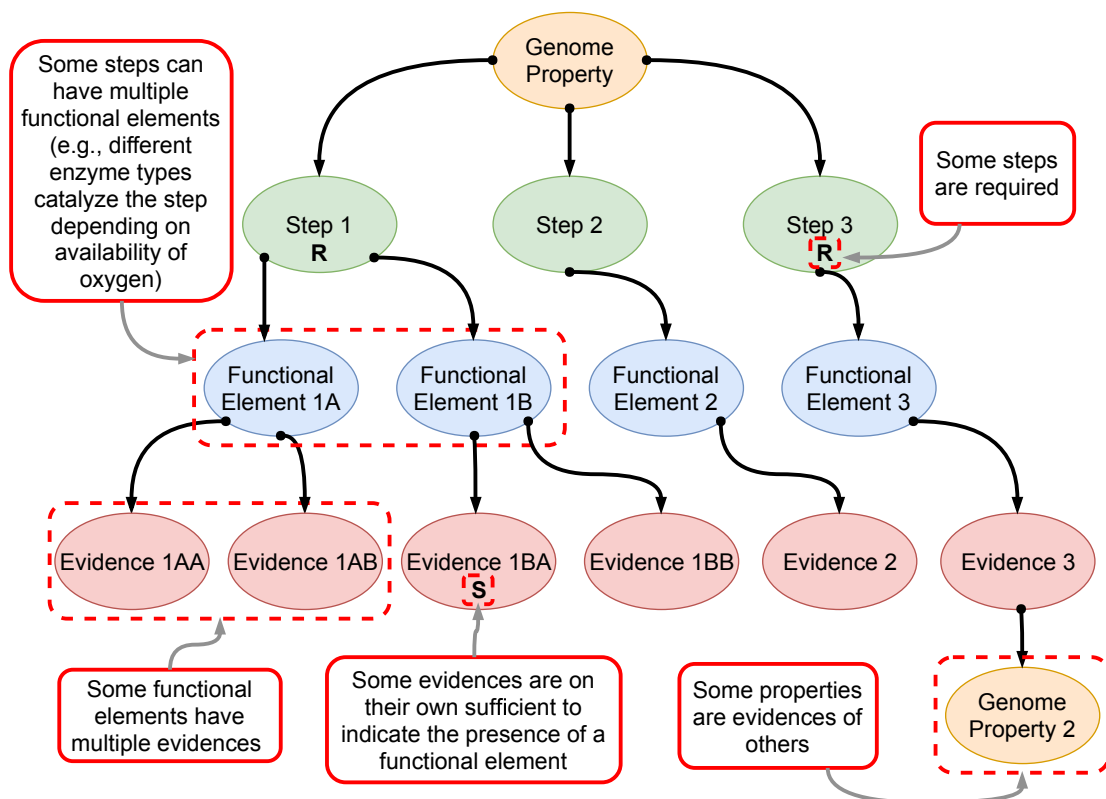 Genome
Property
Some steps can
have multiple
functional elements
(e.g., different
enzyme types
catalyze the step
depending on
availability of
oxygen)
Some steps
are required
Step 1
R
Step 2
Step 3
R
Functional
Element 1A
Functional
Element 1B
Functional
Element 2
Functional
Element 3
Evidence 1AA
Evidence 1AB
Evidence 1BA
S
Evidence 1BB
Evidence 2
Evidence 3
Some functional
elements have
multiple evidences
Some evidences are on
their own sufficient to
indicate the presence of a
functional element
Some properties
are evidences of
others
Genome
Property 2